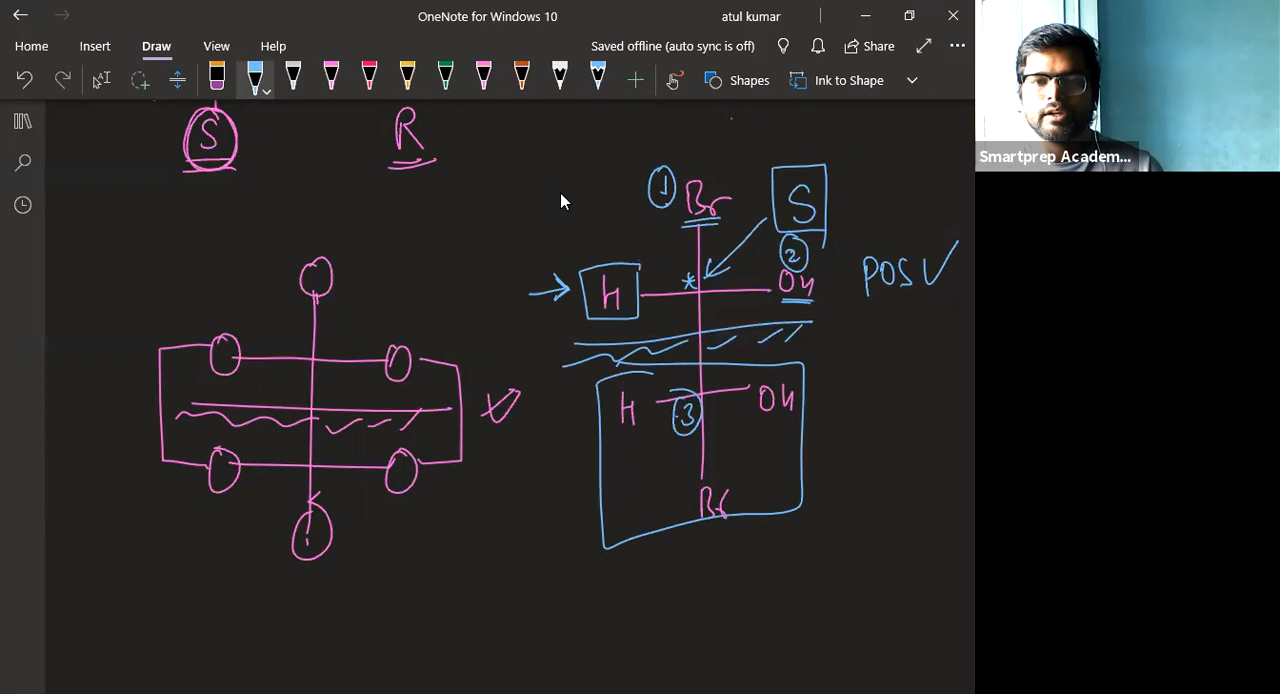 OneNote for Windows 10
atul kumar
Home Insert Draw View Help
Saved offline (auto sync is off)
Share
Shapes
Ink to Shape
Smartprep Academ...
S R
1 Br S
2
H * OH POS
H 3 OH
Br